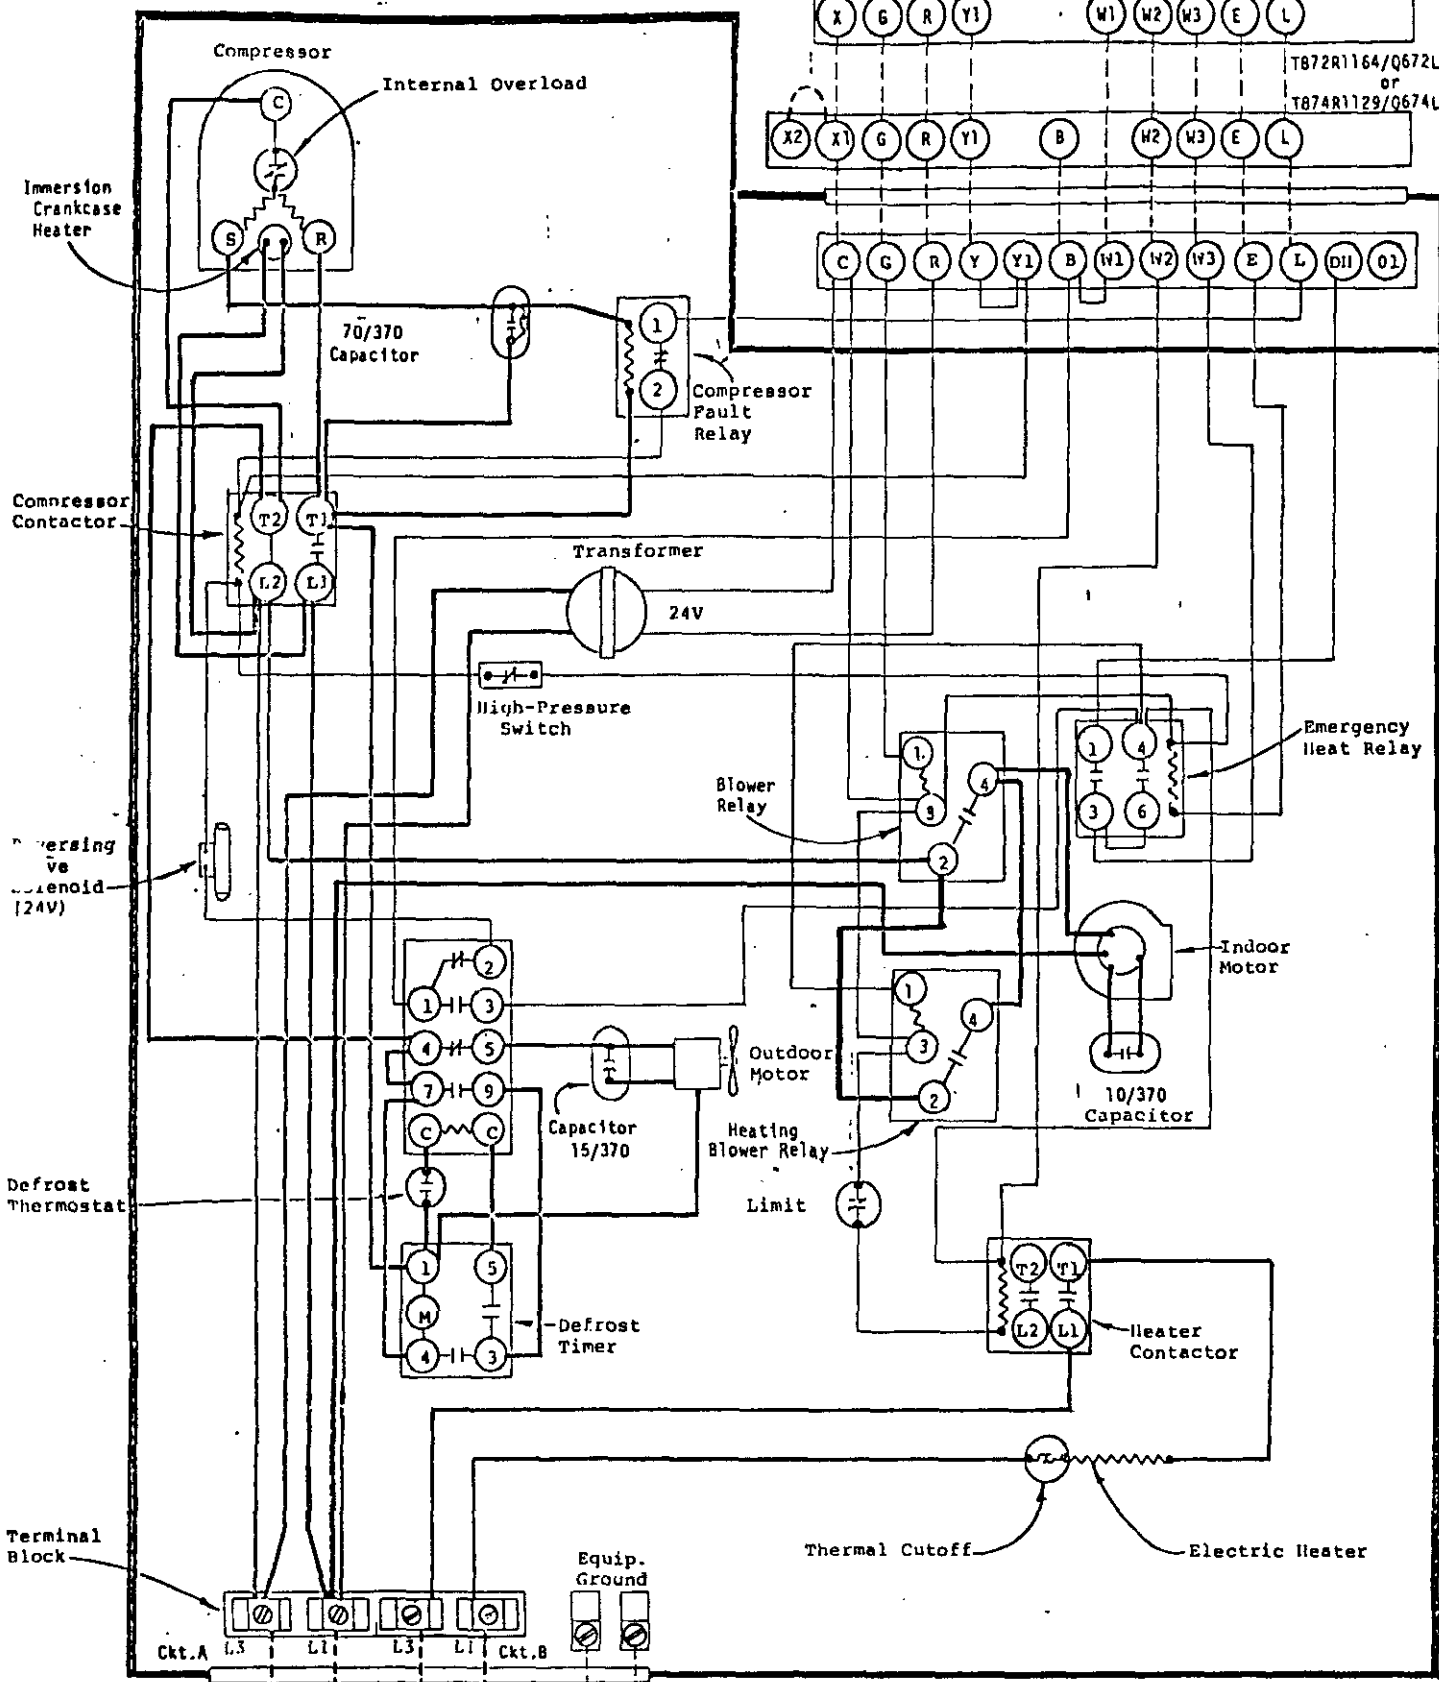 X G R Y1 W1 W2 W3 E L
T872R1164/Q672L
or
T874R1129/Q674L
X2 X1 G R Y1 B W2 W3 E L
C G R Y Y1 B W1 W2 W3 E L DH O1
Compressor
Internal Overload
C
S R
Immersion
Crankcase
Heater
70/370
Capacitor
1
2
Compressor
Fault
Relay
Compressor
Contactor
T2 T1
L2 L1
Transformer
24V
High-Pressure
Switch
Emergency
Heat Relay
1 4
3 6
Blower
Relay
1
4
3
2
ersing
ve
lenoid
(24V)
Indoor
Motor
10/370
Capacitor
2
1 3
4 5
7 9
C C
Outdoor
Motor
Capacitor
15/370
1
4
3
2
Heating
Blower Relay
Limit
Defrost
Thermostat
1 5
M
4 3
Defrost
Timer
T2 T1
L2 L1
Heater
Contactor
Thermal Cutoff
Electric Heater
Terminal
Block
Equip.
Ground
Ckt.A L3 L1 L3 L1 Ckt.B